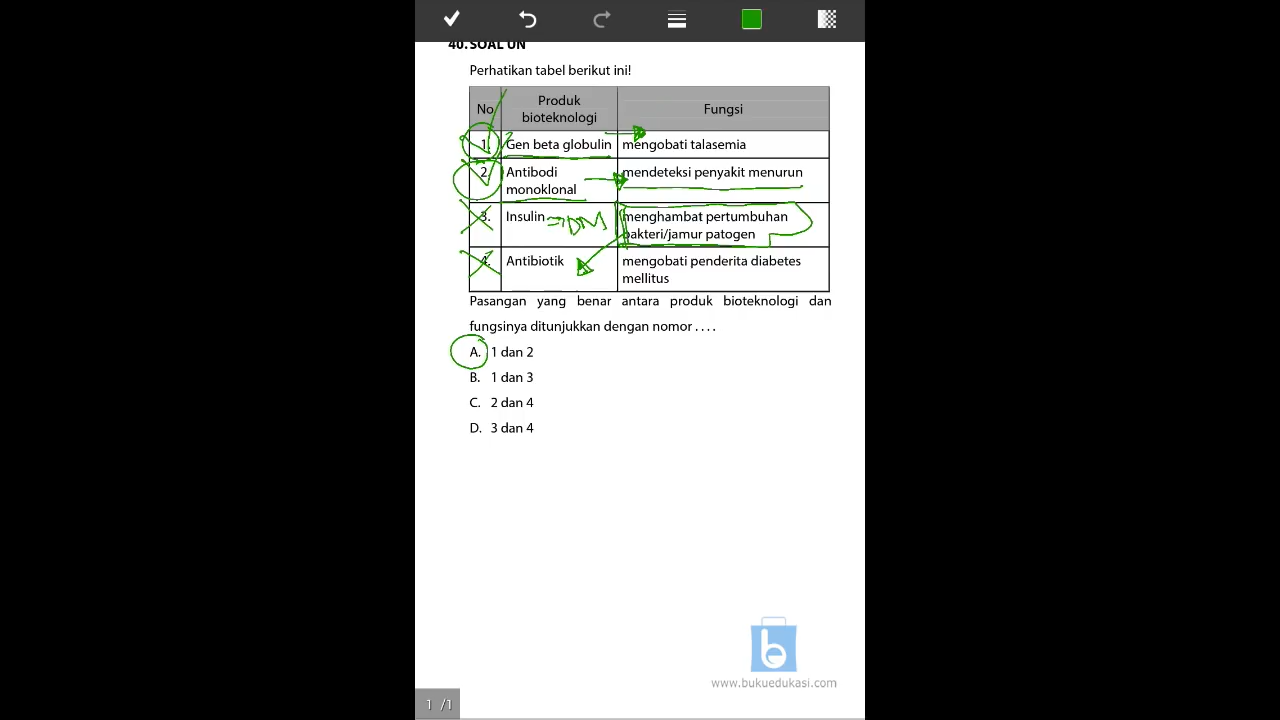 40. SOAL UN
Perhatikan tabel berikut ini!
No
Produk bioteknologi
Fungsi
1. Gen beta globulin mengobati talasemia
2. Antibodi monoklonal mendeteksi penyakit menurun
3. Insulin => DM menghambat pertumbuhan bakteri/jamur patogen
4. Antibiotik mengobati penderita diabetes mellitus
Pasangan yang benar antara produk bioteknologi dan
fungsinya ditunjukkan dengan nomor . . . .
A. 1 dan 2
B. 1 dan 3
C. 2 dan 4
D. 3 dan 4
b
www.bukuedukasi.com
1 /1